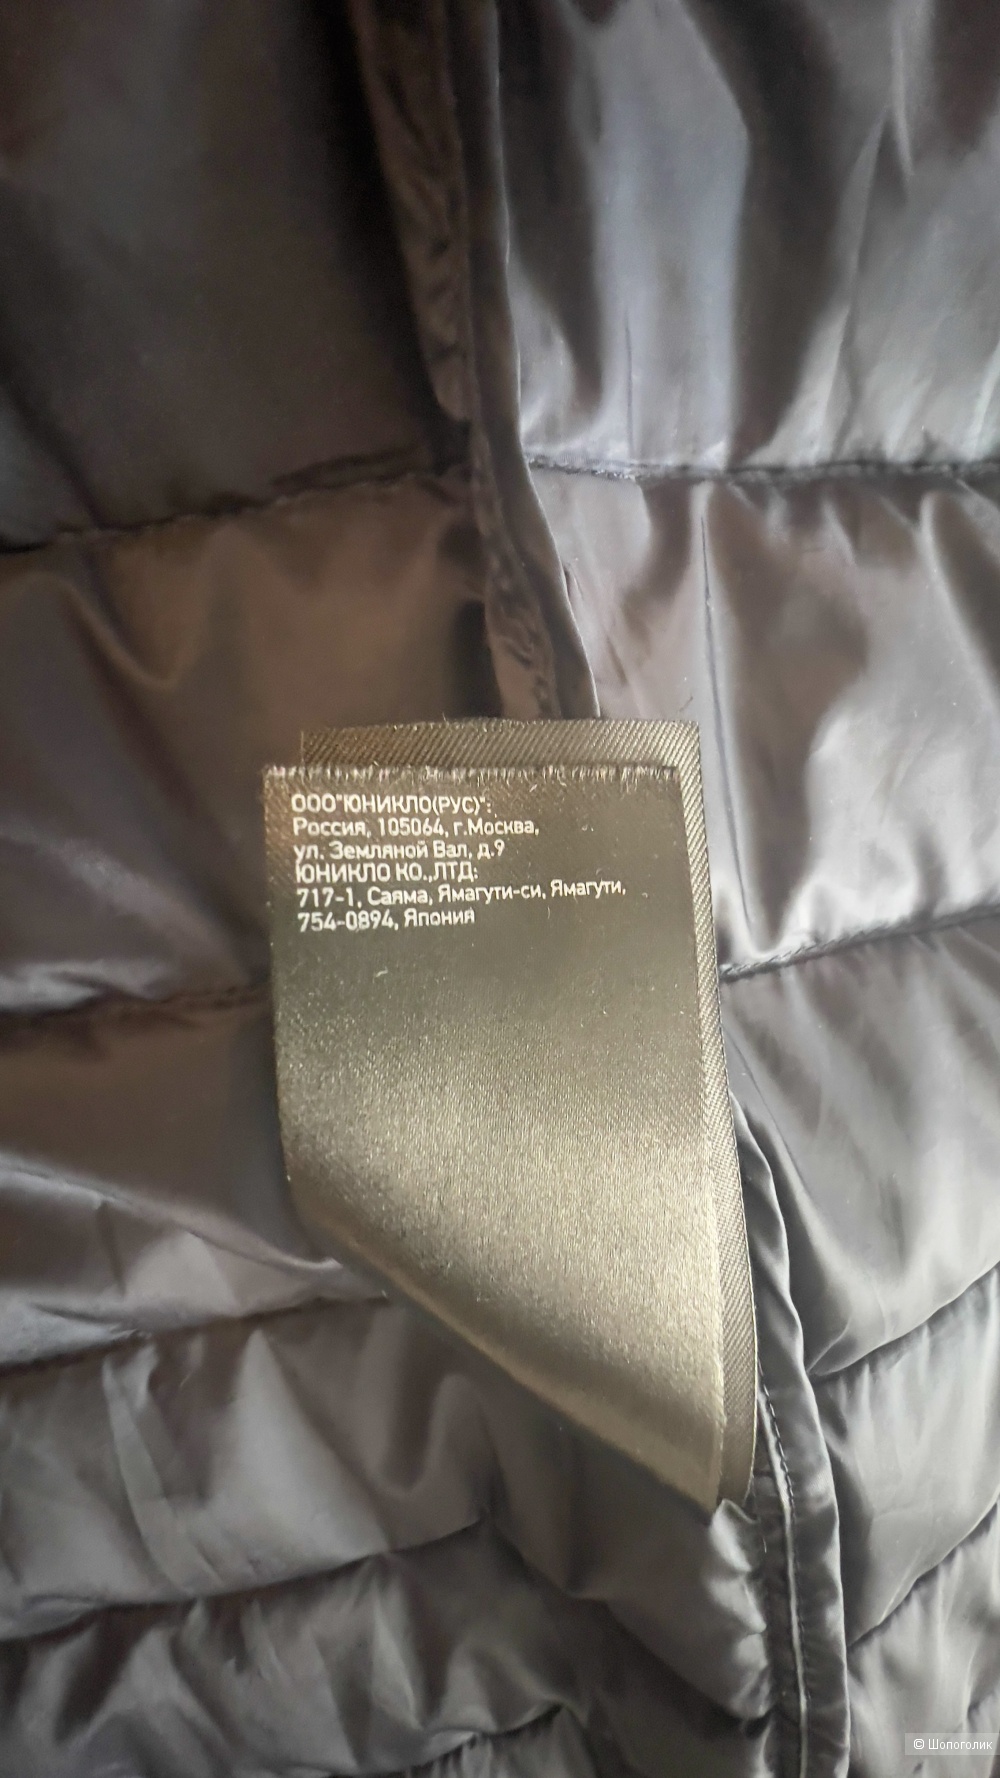 ООО"ЮНИКЛО(РУС)":
Россия, 105064, г.Москва,
ул. Земляной Вал, д.9
ЮНИКЛО КО.,ЛТД:
717-1, Саяма, Ямагути-си, Ямагути,
754-0894, Япония
© Шопоголик